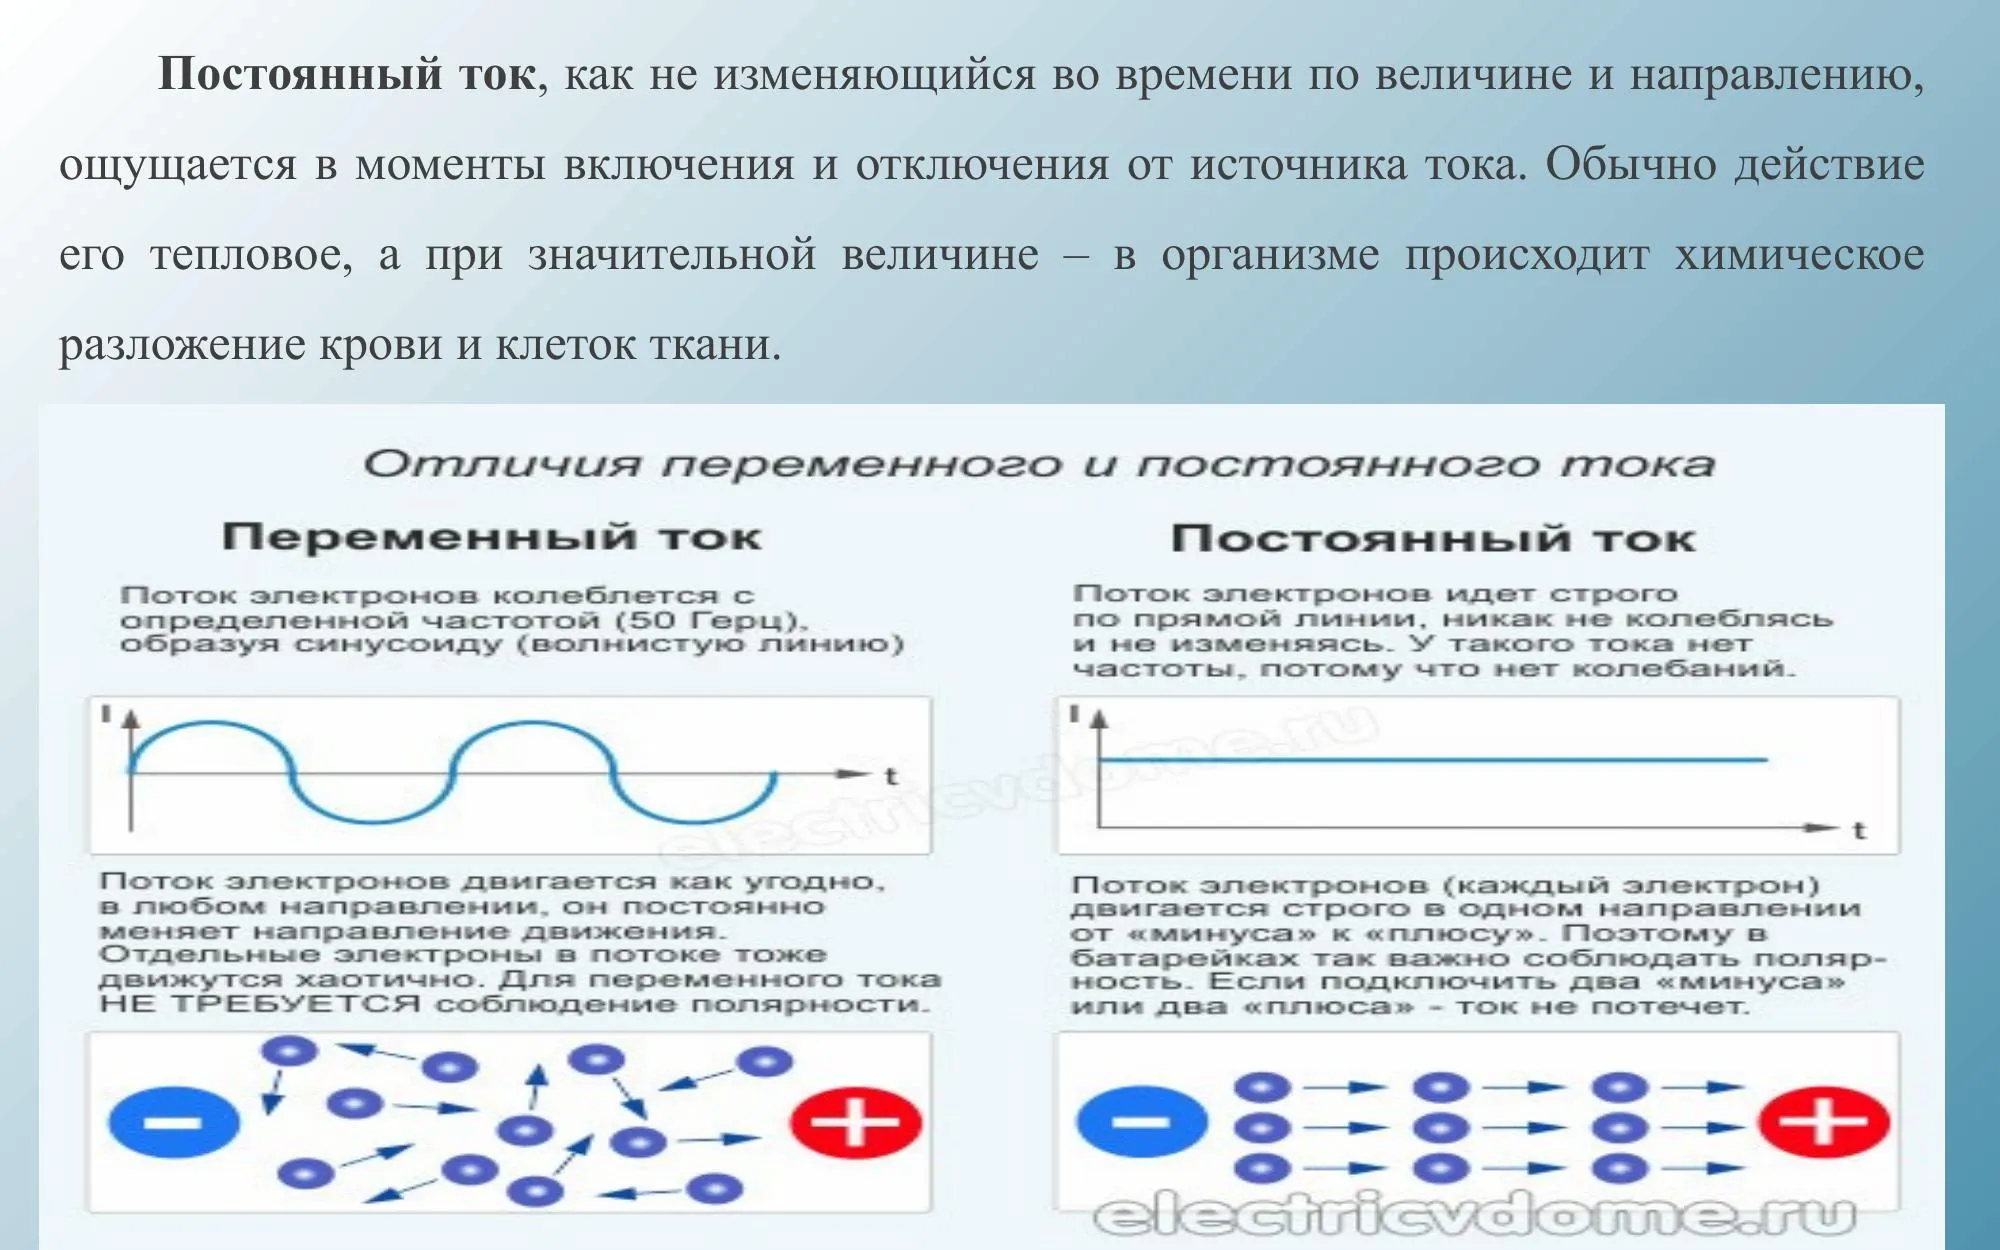 Постоянный ток, как не изменяющийся во времени по величине и направлению,
ощущается в моменты включения и отключения от источника тока. Обычно действие
его тепловое, а при значительной величине – в организме происходит химическое
разложение крови и клеток ткани.
Отличия переменного и постоянного тока
Переменный ток
Поток электронов колеблется с
определенной частотой (50 Герц),
образуя синусоиду (волнистую линию)
I
t
Поток электронов двигается как угодно,
в любом направлении, он постоянно
меняет направление движения.
Отдельные электроны в потоке тоже
движутся хаотично. Для переменного тока
НЕ ТРЕБУЕТСЯ соблюдение полярности.
Постоянный ток
Поток электронов идет строго
по прямой линии, никак не колеблясь
и не изменяясь. У такого тока нет
частоты, потому что нет колебаний.
I
t
Поток электронов (каждый электрон)
двигается строго в одном направлении
от «минуса» к «плюсу». Поэтому в
батарейках так важно соблюдать поляр-
ность. Если подключить два «минуса»
или два «плюса» - ток не потечет.
electricvdome.ru
electricvdome.ru